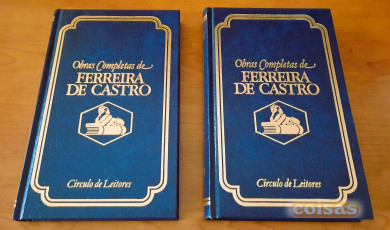 Obras Completas de
FERREIRA
DE CASTRO
Círculo de Leitores
Obras Completas de
FERREIRA
DE CASTRO
Círculo de Leitores
coisas